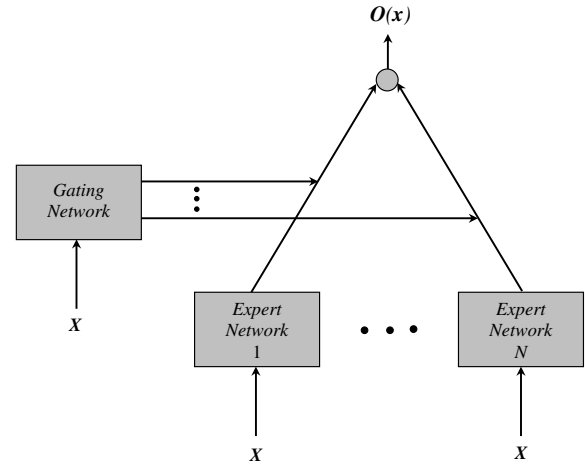 O(x)
Gating
Network
X
Expert
Network
1
Expert
Network
N
X
X